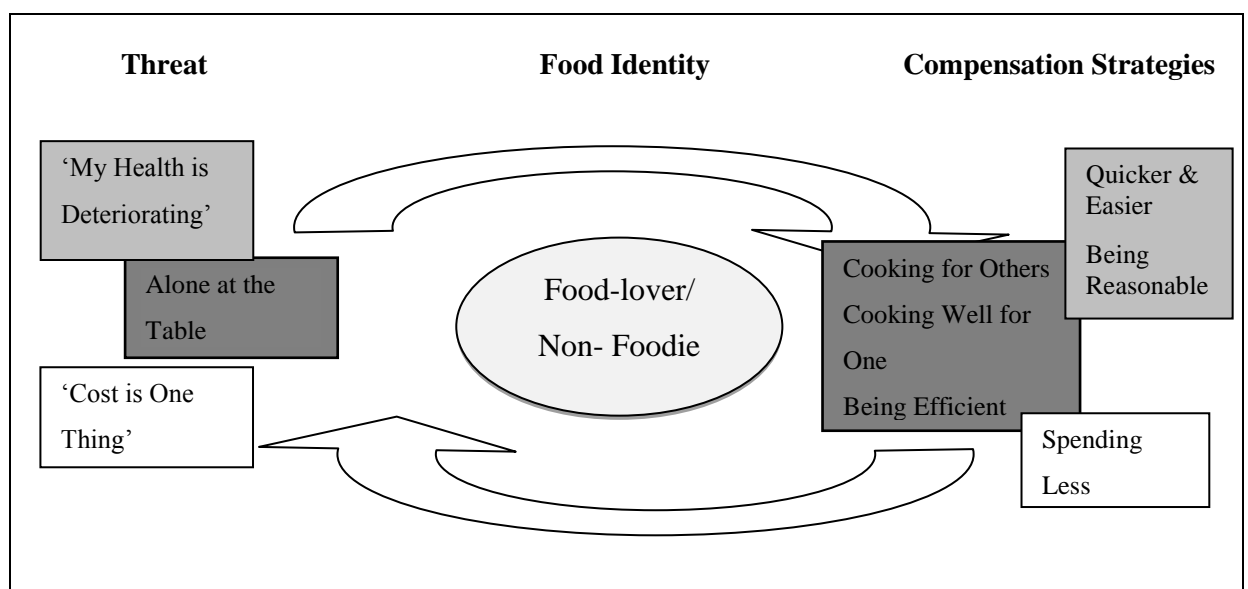 Threat
Food Identity
Compensation Strategies
‘My Health is
Deteriorating’
Alone at the
Table
‘Cost is One
Thing’
Food-lover/
Non- Foodie
Quicker &
Easier
Being
Reasonable
Cooking for Others
Cooking Well for
One
Being Efficient
Spending
Less